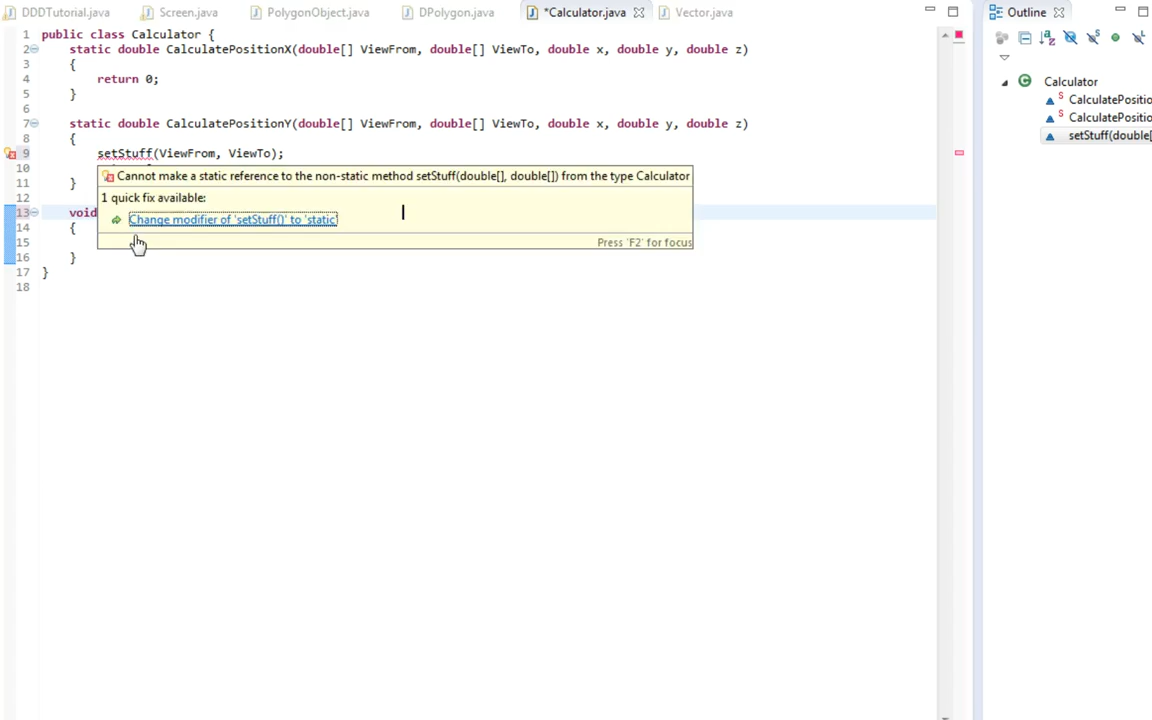 DDDTutorial.java Screen.java PolygonObject.java DPolygon.java *Calculator.java Vector.java Outline
1 public class Calculator {
2 static double CalculatePositionX(double[] ViewFrom, double[] ViewTo, double x, double y, double z)
3 {
4 return 0;
5 }
6
7 static double CalculatePositionY(double[] ViewFrom, double[] ViewTo, double x, double y, double z)
8 {
9 setStuff(ViewFrom, ViewTo);
10
11 }
12
13 void
14 {
15
16 }
17 }
18
Cannot make a static reference to the non-static method setStuff(double[], double[]) from the type Calculator
1 quick fix available:
Change modifier of 'setStuff()' to 'static'
Press 'F2' for focus
Calculator
S CalculatePositio
S CalculatePositio
setStuff(double[